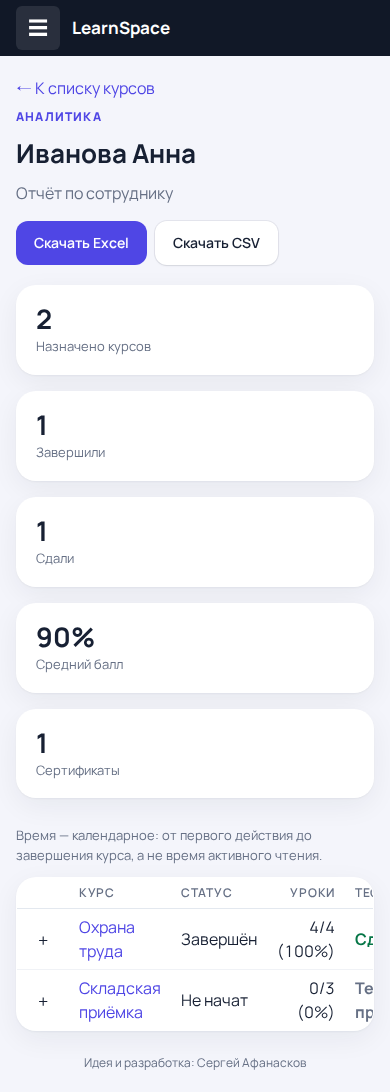 ☰ LearnSpace
← К списку курсов
АНАЛИТИКА
Иванова Анна
Отчёт по сотруднику
Скачать Excel Скачать CSV
2
Назначено курсов
1
Завершили
1
Сдали
90%
Средний балл
1
Сертификаты
Время — календарное: от первого действия до
завершения курса, а не время активного чтения.
КУРС СТАТУС УРОКИ
+ Охрана труда Завершён 4/4 (100%)
+ Складская приёмка Не начат 0/3 (0%)
Идея и разработка: Сергей Афанасков